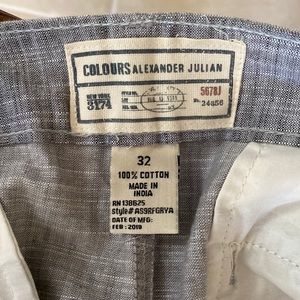 COLOURS ALEXANDER JULIAN
5678J
NEW YORK
3174
24856
32
100% COTTON
MADE IN
INDIA
RN 138625
Style#AS9RFGRYA
DATE OF MFG:
FEB : 2019